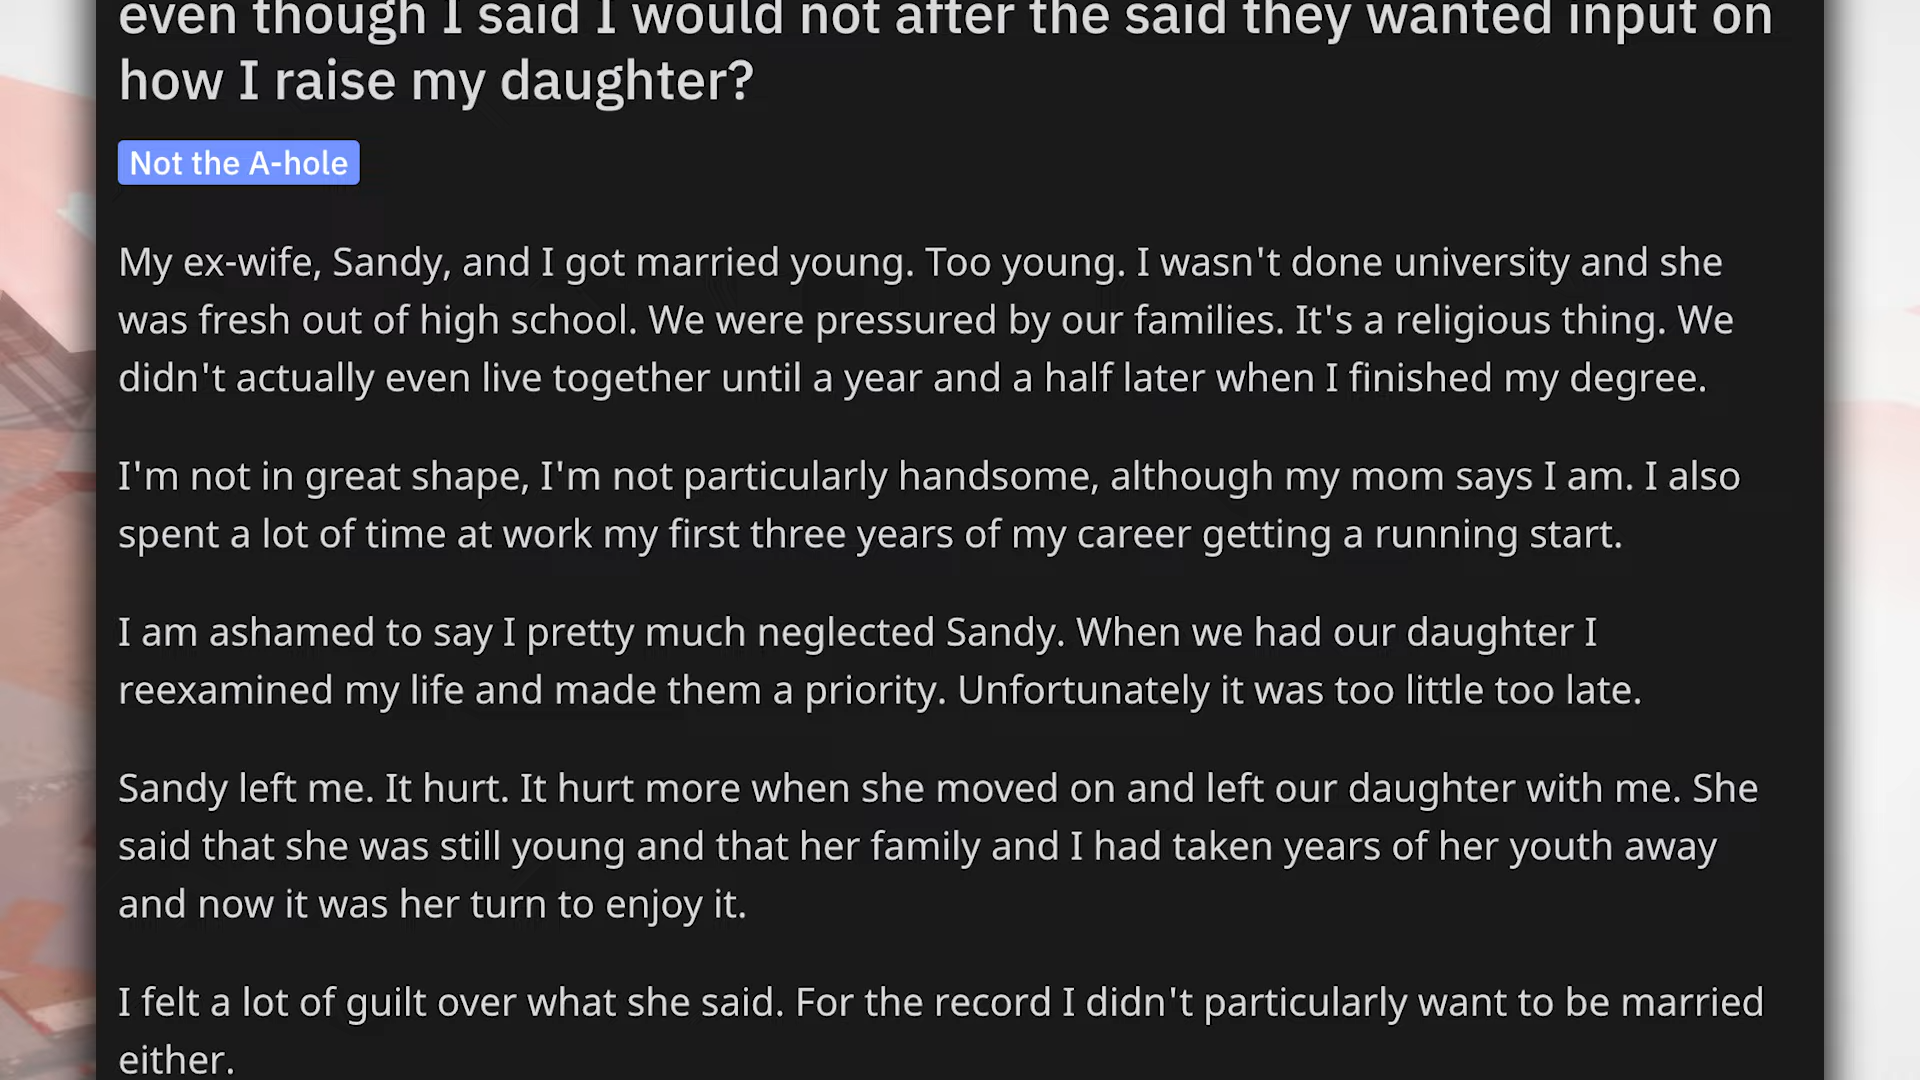 even though I said I would not after the said they wanted input on
how I raise my daughter?
Not the A-hole
My ex-wife, Sandy, and I got married young. Too young. I wasn't done university and she
was fresh out of high school. We were pressured by our families. It's a religious thing. We
didn't actually even live together until a year and a half later when I finished my degree.
I'm not in great shape, I'm not particularly handsome, although my mom says I am. I also
spent a lot of time at work my first three years of my career getting a running start.
I am ashamed to say I pretty much neglected Sandy. When we had our daughter I
reexamined my life and made them a priority. Unfortunately it was too little too late.
Sandy left me. It hurt. It hurt more when she moved on and left our daughter with me. She
said that she was still young and that her family and I had taken years of her youth away
and now it was her turn to enjoy it.
I felt a lot of guilt over what she said. For the record I didn't particularly want to be married
either.